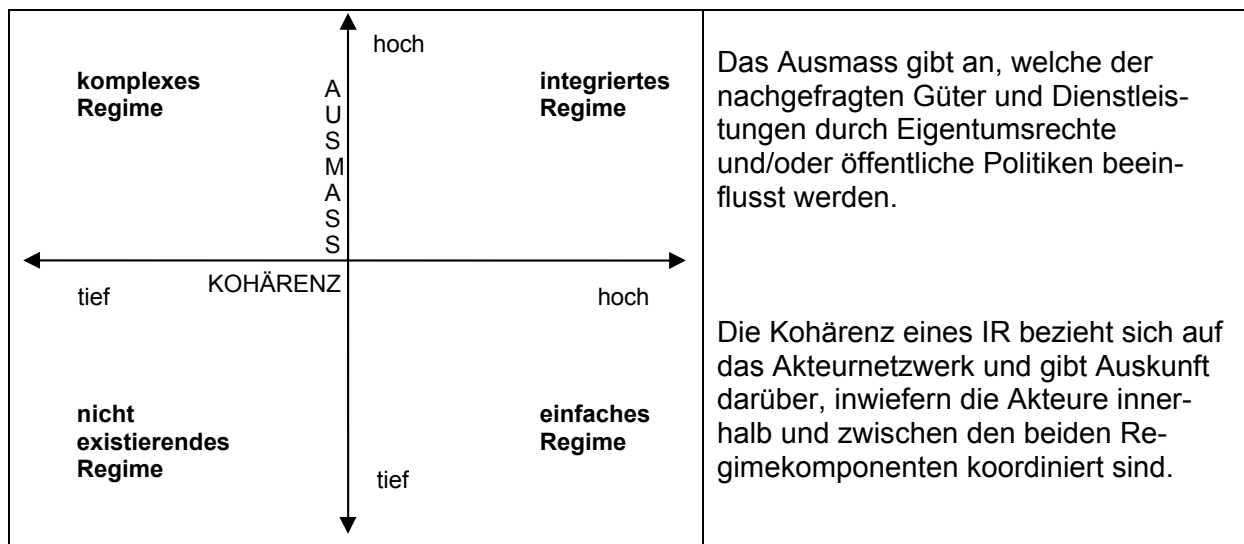 hoch
komplexes
Regime
integriertes
Regime
AUSMASS
KOHÄRENZ
tief
hoch
nicht
existierendes
Regime
einfaches
Regime
tief
Das Ausmass gibt an, welche der
nachgefragten Güter und Dienstleis-
tungen durch Eigentumsrechte
und/oder öffentliche Politiken beein-
flusst werden.
Die Kohärenz eines IR bezieht sich auf
das Akteurnetzwerk und gibt Auskunft
darüber, inwiefern die Akteure inner-
halb und zwischen den beiden Re-
gimekomponenten koordiniert sind.